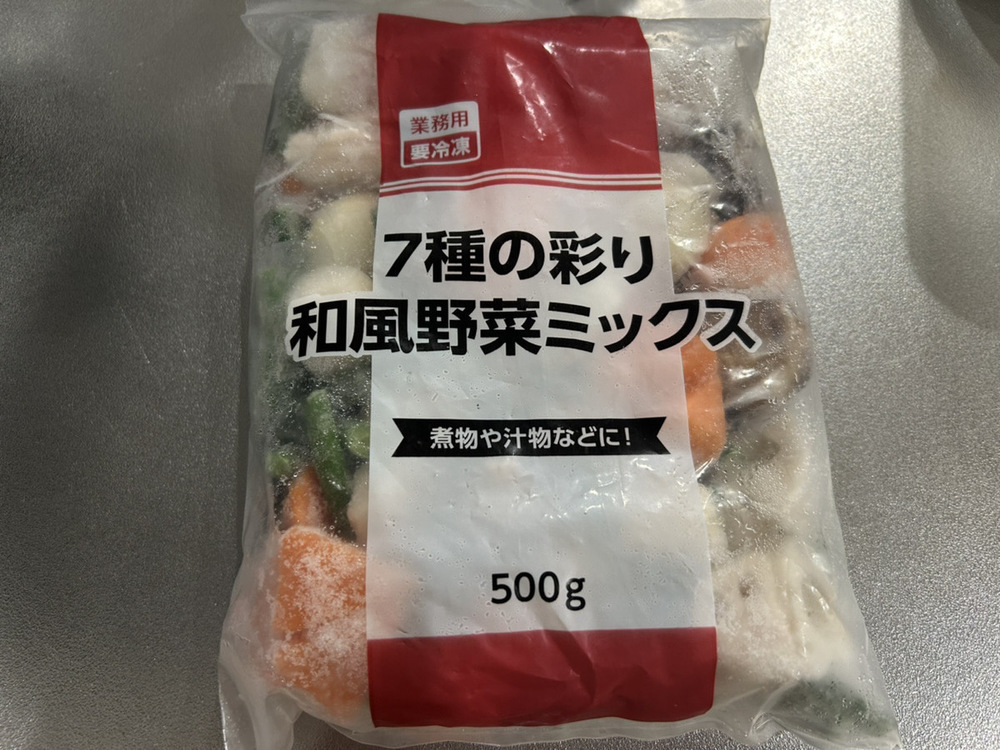 業務用
要冷凍
7種の彩り
和風野菜ミックス
煮物や汁物などに!
500g